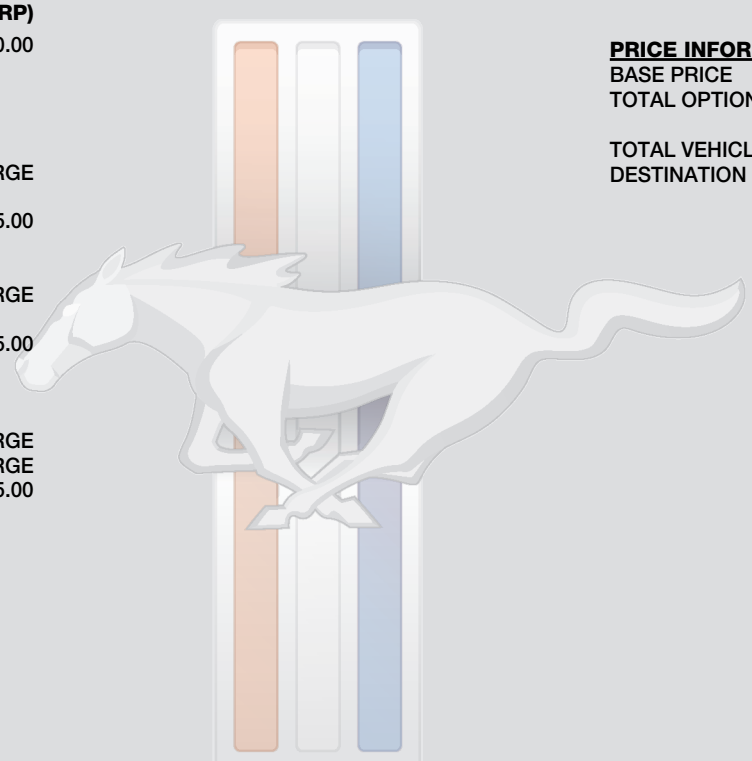 RP)
0.00
RGE
5.00
RGE
5.00
RGE
RGE
5.00
PRICE INFOR
BASE PRICE
TOTAL OPTION
TOTAL VEHICL
DESTINATION